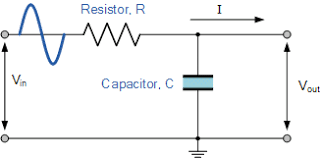 Resistor, R
I
Vin
Capacitor, C
Vout